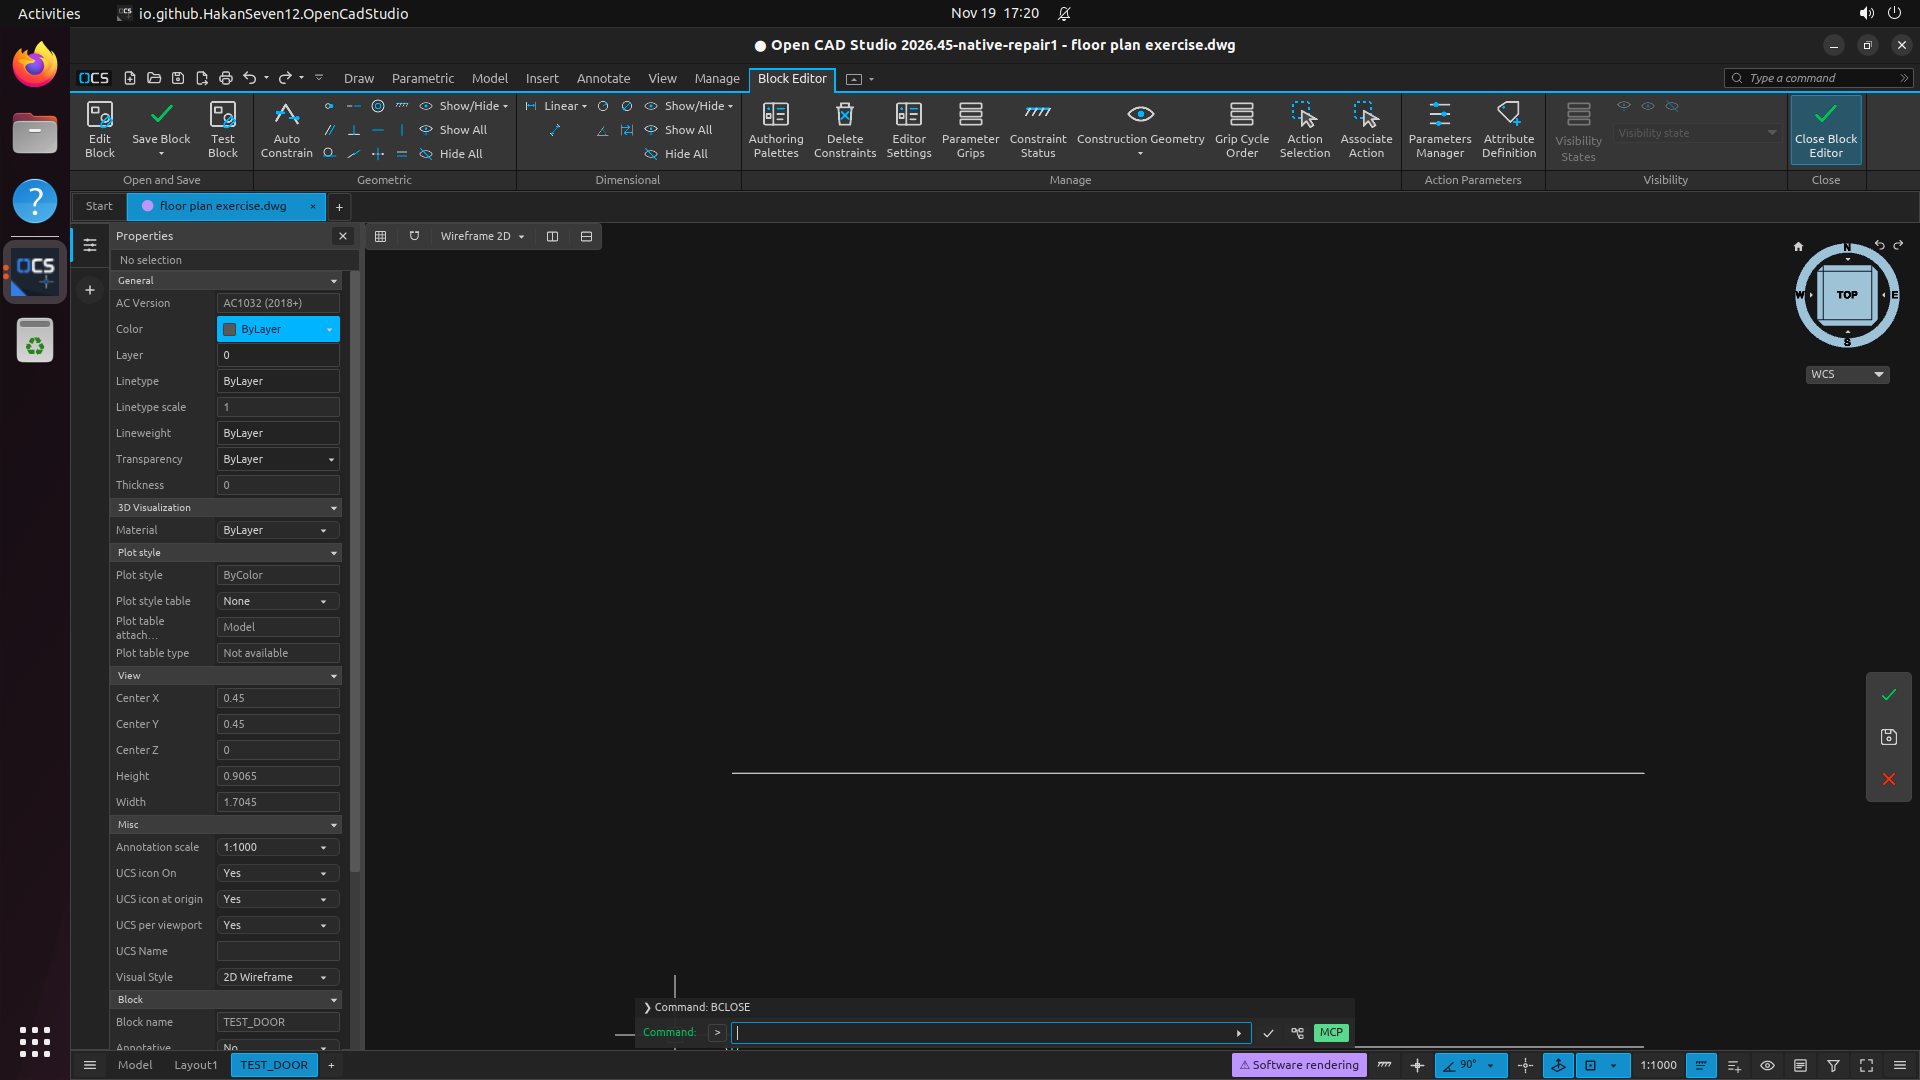 Activities
io.github.HakanSeven12.OpenCadStudio
Nov 19 17:20
Open CAD Studio 2026.45-native-repair1 - floor plan exercise.dwg
OCS
Draw
Parametric
Model
Insert
Annotate
View
Manage
Block Editor
Type a command
Edit Block
Save Block
Test Block
Open and Save
Auto Constrain
Show/Hide
Show All
Hide All
Geometric
Linear
Show/Hide
Show All
Hide All
Dimensional
Authoring Palettes
Delete Constraints
Editor Settings
Parameter Grips
Constraint Status
Construction Geometry
Grip Cycle Order
Action Selection
Associate Action
Manage
Parameters Manager
Attribute Definition
Action Parameters
Visibility States
Visibility state
Visibility
Close Block Editor
Close
Start
floor plan exercise.dwg
Properties
No selection
General
AC Version AC1032 (2018+)
Color ByLayer
Layer 0
Linetype ByLayer
Linetype scale 1
Lineweight ByLayer
Transparency ByLayer
Thickness 0
3D Visualization
Material ByLayer
Plot style
Plot style ByColor
Plot style table None
Plot table attach... Model
Plot table type Not available
View
Center X 0.45
Center Y 0.45
Center Z 0
Height 0.9065
Width 1.7045
Misc
Annotation scale 1:1000
UCS icon On Yes
UCS icon at origin Yes
UCS per viewport Yes
UCS Name
Visual Style 2D Wireframe
Block
Block name TEST_DOOR
Annotative No
Wireframe 2D
N
W
TOP
E
S
WCS
Command: BCLOSE
Command:
MCP
Model
Layout1
TEST_DOOR
Software rendering
90°
1:1000